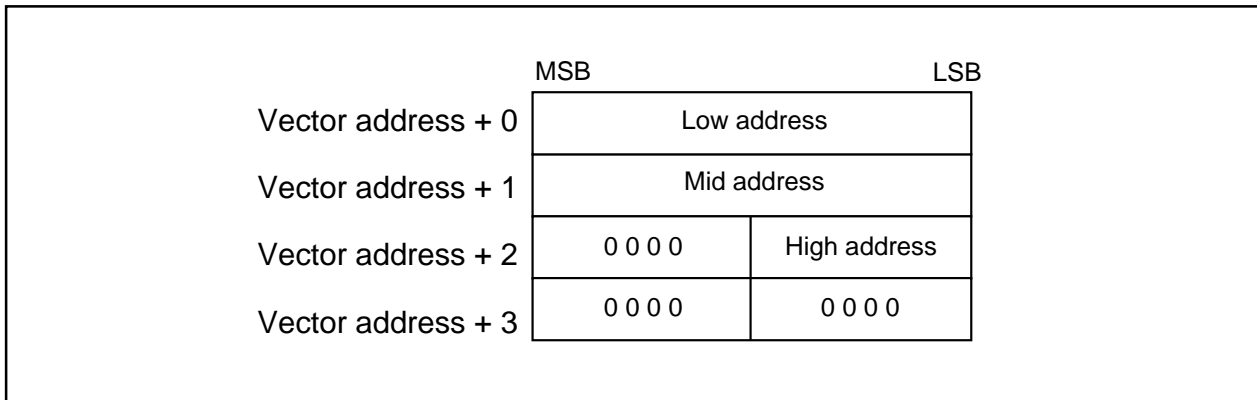 MSB LSB
Vector address + 0 Low address
Vector address + 1 Mid address
Vector address + 2 0 0 0 0 High address
Vector address + 3 0 0 0 0 0 0 0 0